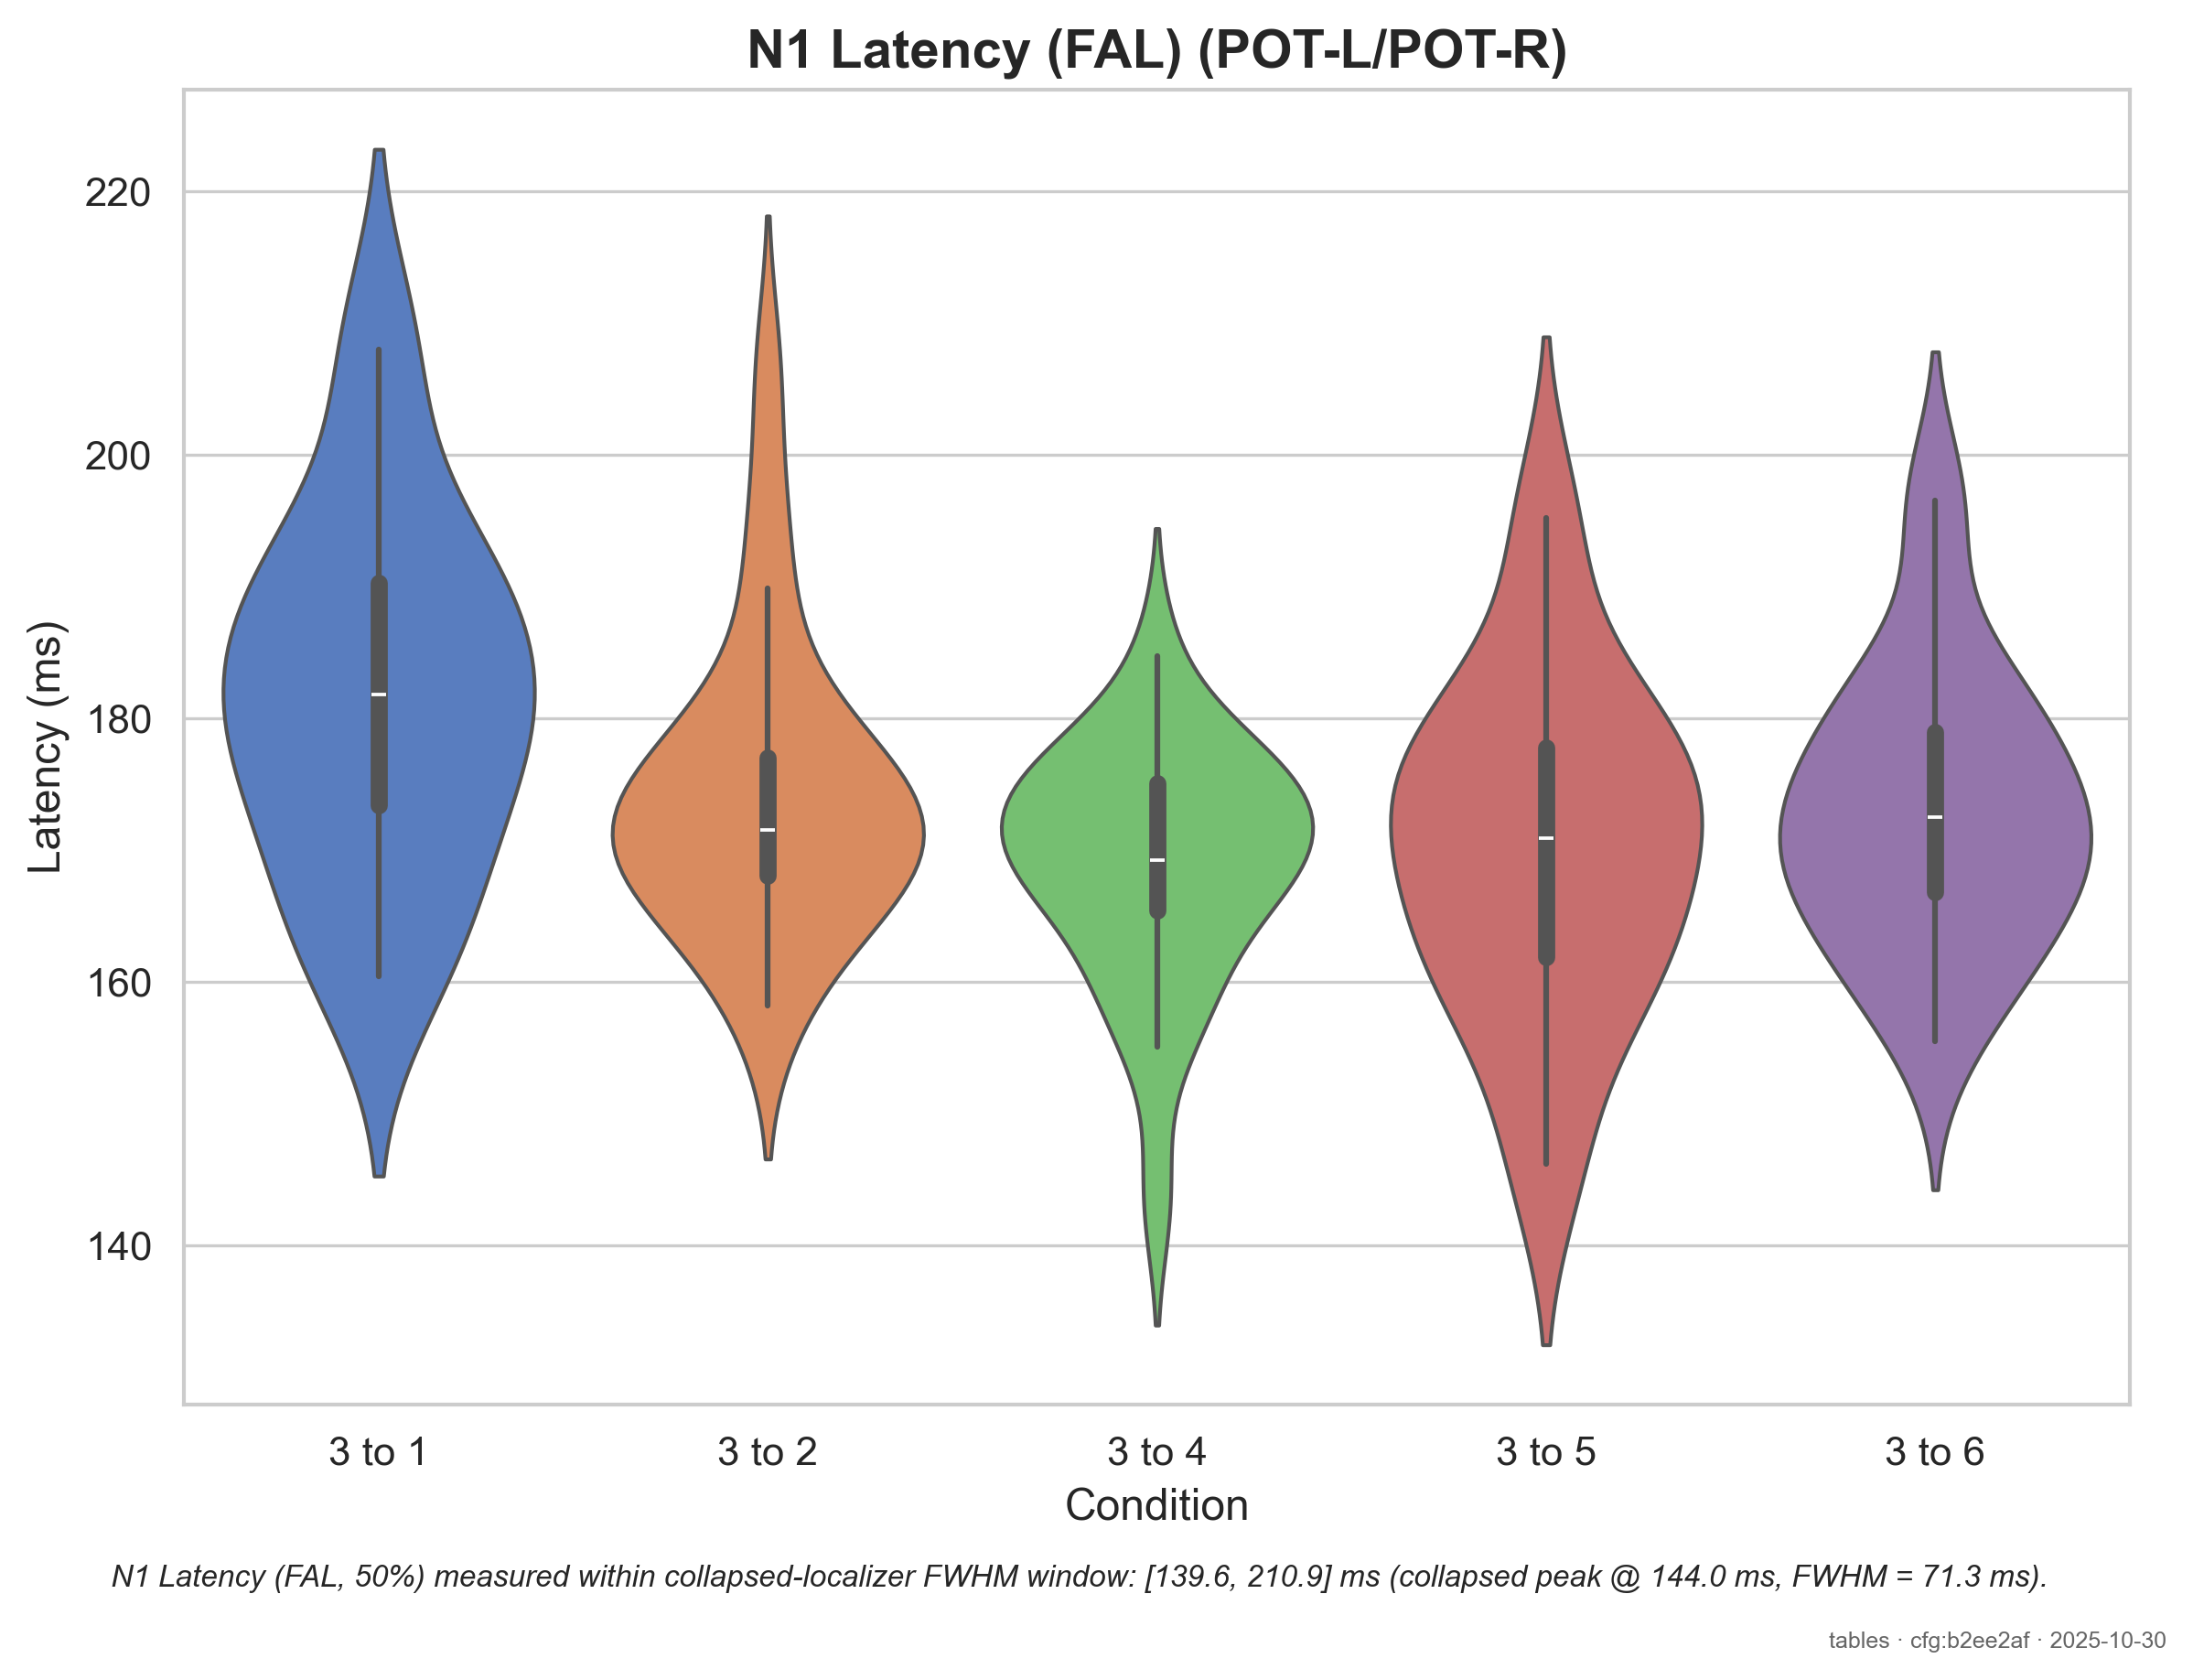 N1 Latency (FAL) (POT-L/POT-R)
Latency (ms)
220
200
180
160
140
3 to 1
3 to 2
3 to 4
3 to 5
3 to 6
Condition
N1 Latency (FAL, 50%) measured within collapsed-localizer FWHM window: [139.6, 210.9] ms (collapsed peak @ 144.0 ms, FWHM = 71.3 ms).
tables · cfg:b2ee2af · 2025-10-30